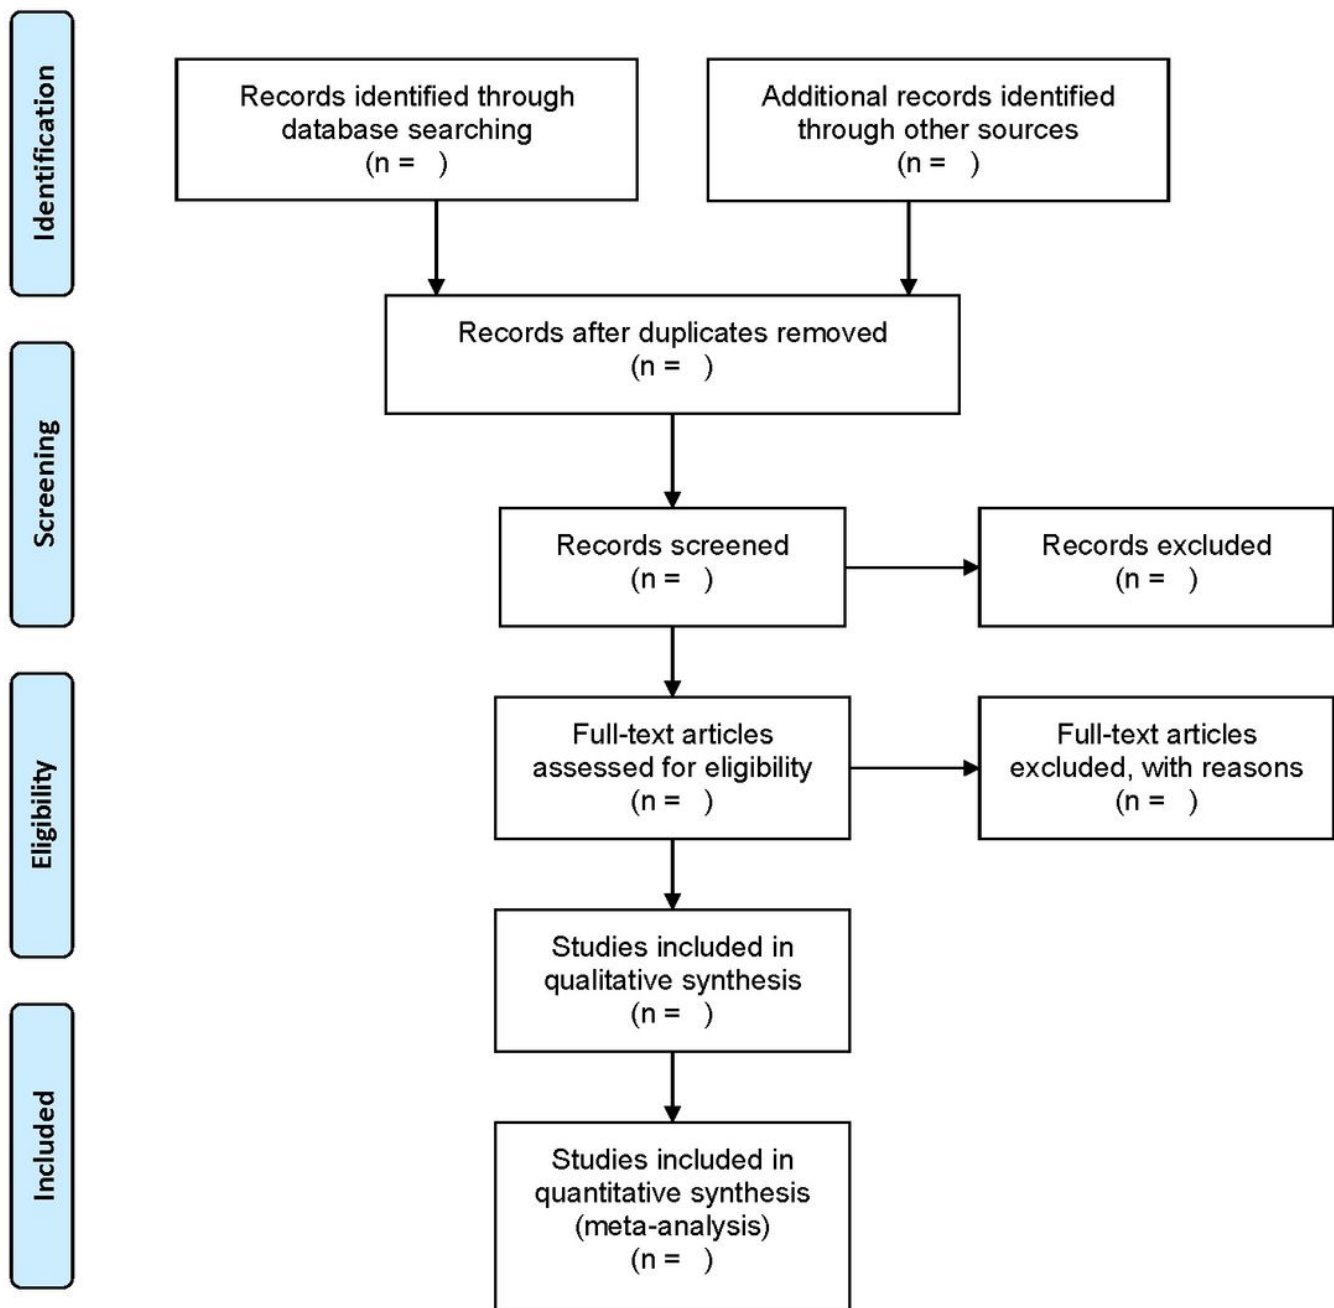 Identification
Records identified through
database searching
(n =   )
Additional records identified
through other sources
(n =   )
Records after duplicates removed
(n =   )
Screening
Records screened
(n =   )
Records excluded
(n =   )
Eligibility
Full-text articles
assessed for eligibility
(n =   )
Full-text articles
excluded, with reasons
(n =   )
Studies included in
qualitative synthesis
(n =   )
Included
Studies included in
quantitative synthesis
(meta-analysis)
(n =   )